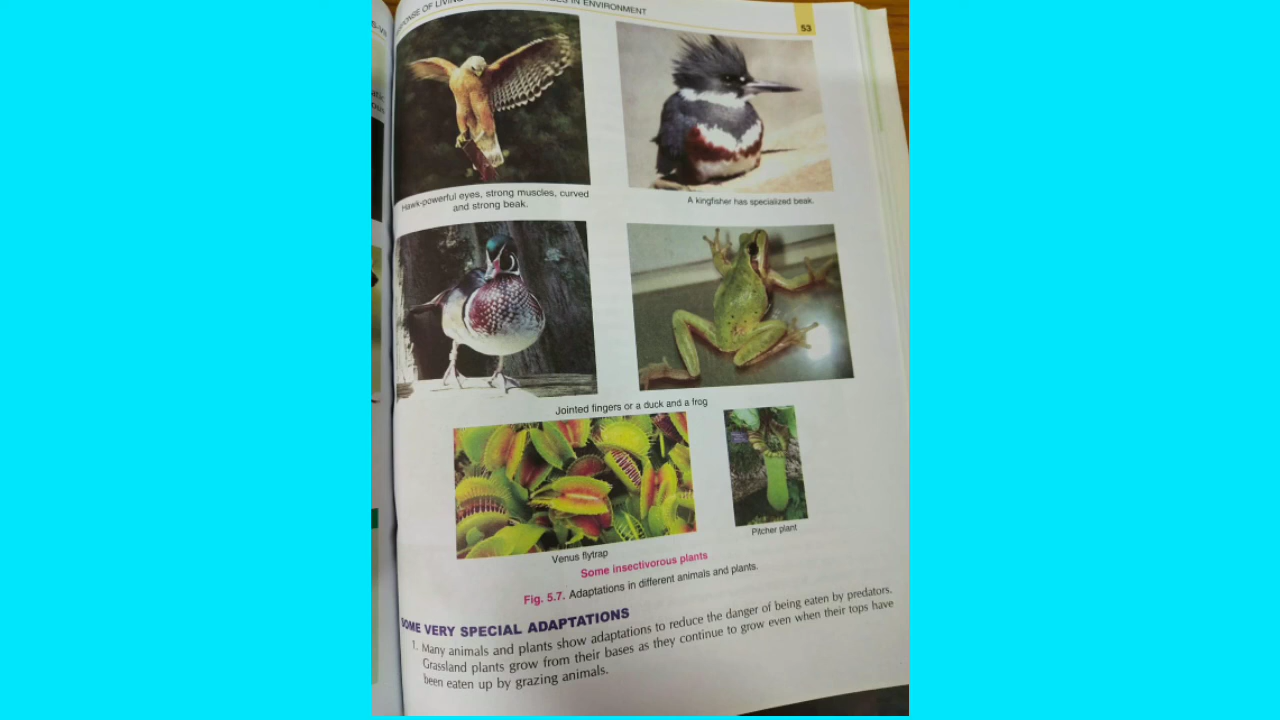 OF LIVING
IN ENVIRONMENT
53
Hawk-powerful eyes, strong muscles, curved
and strong beak.
A kingfisher has specialized beak.
Jointed fingers or a duck and a frog
Venus flytrap
Pitcher plant
Some insectivorous plants
Fig. 5.7. Adaptations in different animals and plants.
SOME VERY SPECIAL ADAPTATIONS
1. Many animals and plants show adaptations to reduce the danger of being eaten by predators.
Grassland plants grow from their bases as they continue to grow even when their tops have
been eaten up by grazing animals.